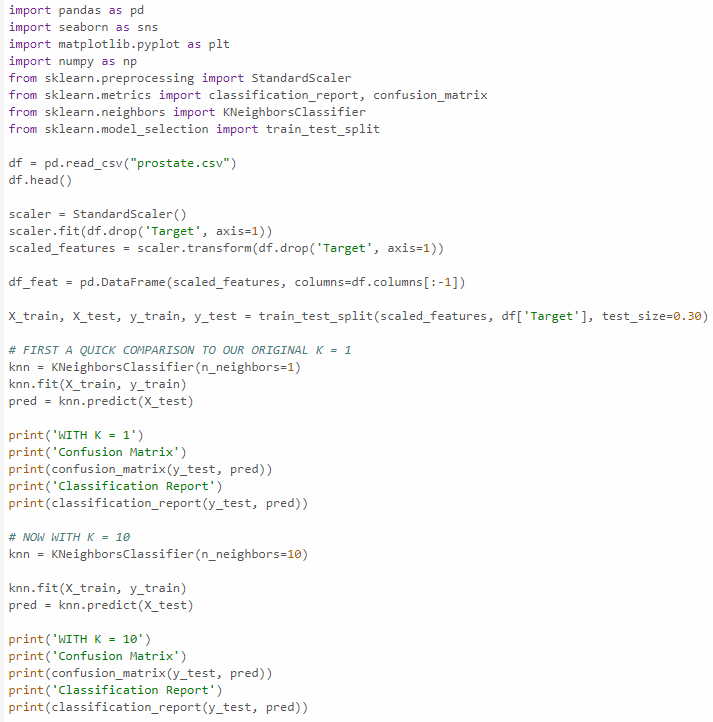 import pandas as pd
import seaborn as sns
import matplotlib.pyplot as plt
import numpy as np
from sklearn.preprocessing import StandardScaler
from sklearn.metrics import classification_report, confusion_matrix
from sklearn.neighbors import KNeighborsClassifier
from sklearn.model_selection import train_test_split

df = pd.read_csv("prostate.csv")
df.head()

scaler = StandardScaler()
scaler.fit(df.drop('Target', axis=1))
scaled_features = scaler.transform(df.drop('Target', axis=1))

df_feat = pd.DataFrame(scaled_features, columns=df.columns[:-1])

X_train, X_test, y_train, y_test = train_test_split(scaled_features, df['Target'], test_size=0.30)

# FIRST A QUICK COMPARISON TO OUR ORIGINAL K = 1
knn = KNeighborsClassifier(n_neighbors=1)
knn.fit(X_train, y_train)
pred = knn.predict(X_test)

print('WITH K = 1')
print('Confusion Matrix')
print(confusion_matrix(y_test, pred))
print('Classification Report')
print(classification_report(y_test, pred))

# NOW WITH K = 10
knn = KNeighborsClassifier(n_neighbors=10)

knn.fit(X_train, y_train)
pred = knn.predict(X_test)

print('WITH K = 10')
print('Confusion Matrix')
print(confusion_matrix(y_test, pred))
print('Classification Report')
print(classification_report(y_test, pred))